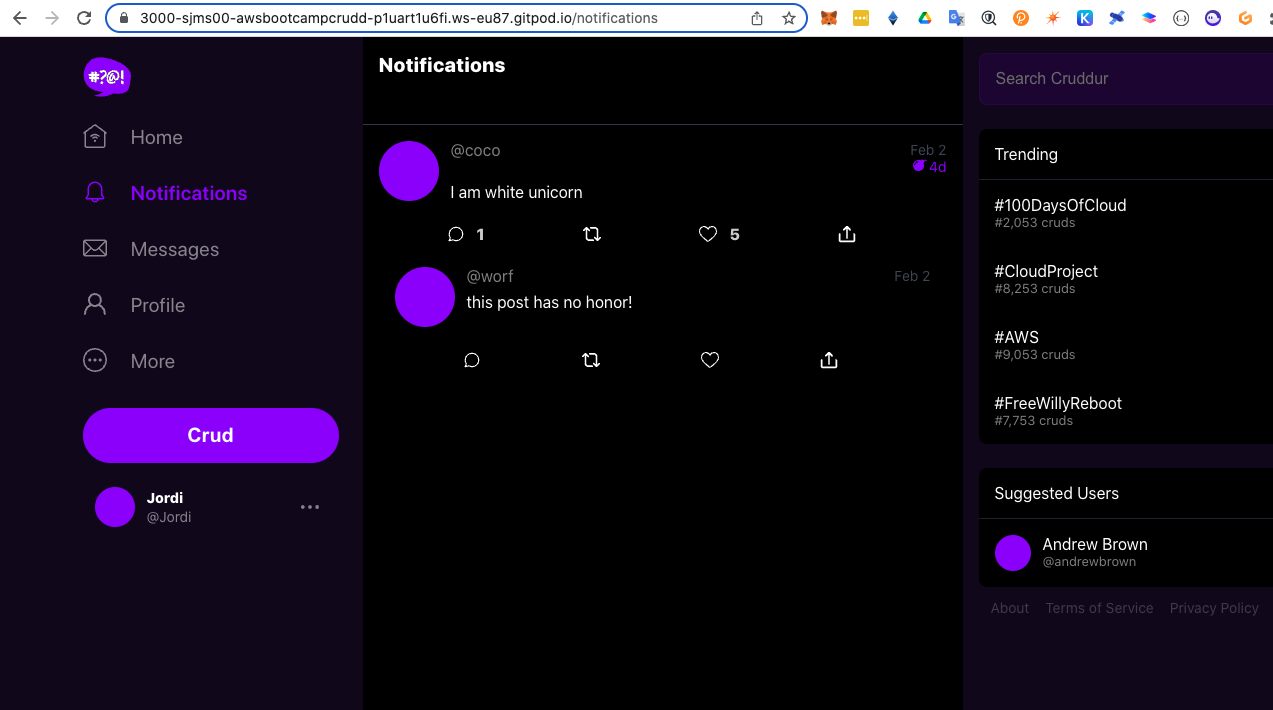 3000-sjms00-awsbootcampcrudd-p1uart1u6fi.ws-eu87.gitpod.io/notifications
#?@!
Home
Notifications
Messages
Profile
More
Crud
Jordi
@Jordi
Notifications
@coco
Feb 2
4d
I am white unicorn
1
5
@worf
Feb 2
this post has no honor!
Search Cruddur
Trending
#100DaysOfCloud
#2,053 cruds
#CloudProject
#8,253 cruds
#AWS
#9,053 cruds
#FreeWillyReboot
#7,753 cruds
Suggested Users
Andrew Brown
@andrewbrown
About Terms of Service Privacy Policy